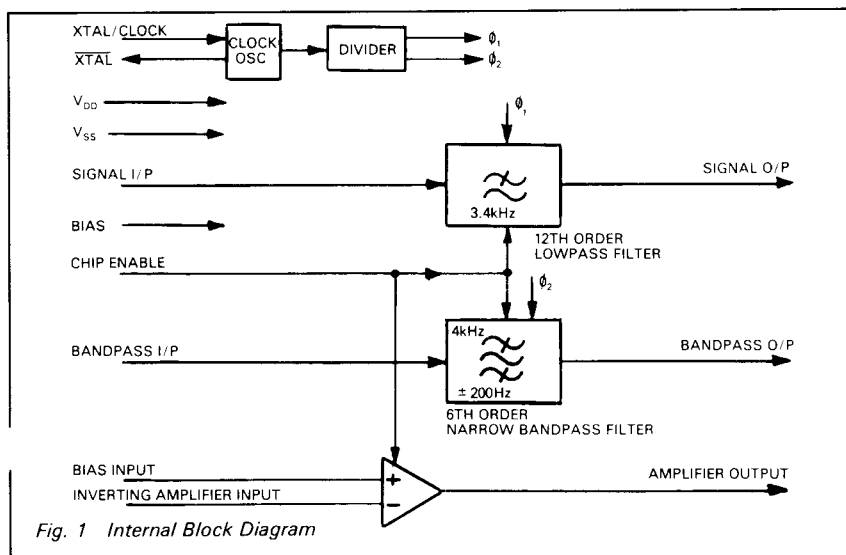 XTAL/CLOCK
XTAL
CLOCK
OSC
DIVIDER
ϕ1
ϕ2
VDD
VSS
ϕ1
SIGNAL I/P
SIGNAL O/P
3.4kHz
BIAS
12TH ORDER
LOWPASS FILTER
CHIP ENABLE
ϕ2
4kHz
BANDPASS I/P
BANDPASS O/P
± 200Hz
6TH ORDER
NARROW BANDPASS FILTER
BIAS INPUT
+
AMPLIFIER OUTPUT
INVERTING AMPLIFIER INPUT
−
Fig. 1 Internal Block Diagram